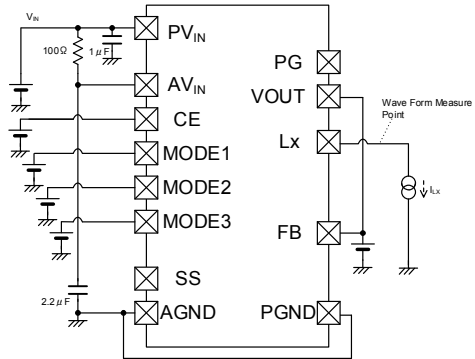 VIN
PVIN
100Ω
1μF
PG
AVIN
VOUT
CE
Wave Form Measure
Point
MODE1
Lx
MODE2
ILX
MODE3
FB
SS
2.2μF
AGND
PGND